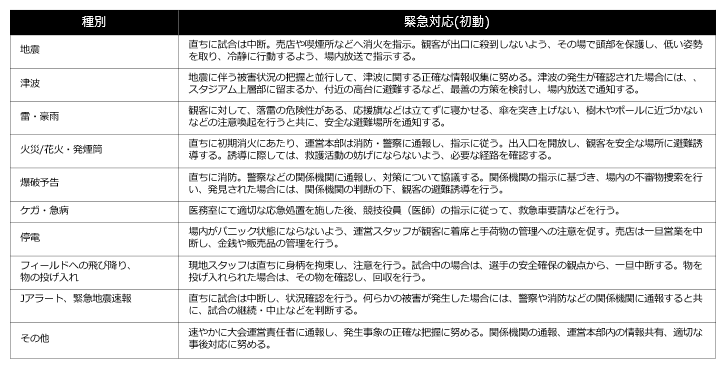 種別 緊急対応(初動)
地震 直ちに試合は中断。売店や喫煙所などへ消火を指示。観客が出口に殺到しないよう、その場で頭部を保護し、低い姿勢
を取り、冷静に行動するよう、場内放送で指示する。
津波 地震に伴う被害状況の把握と並行して、津波に関する正確な情報収集に努める。津波の発生が確認された場合には、、
スタジアム上層部に留まるか、付近の高台に避難するなど、最善の方策を検討し、場内放送で通知する。
雷・豪雨 観客に対して、落雷の危険性がある、応援旗などは立てずに寝かせる、傘を突き上げない、樹木やポールに近づかない
などの注意喚起を行うと共に、安全な避難場所を通知する。
火災/花火・発煙筒 直ちに初期消火にあたり、運営本部は消防・警察に通報し、指示に従う。出入口を開放し、観客を安全な場所に避難誘
導する。誘導に際しては、救護活動の妨げにならないよう、必要な経路を確認する。
爆破予告 直ちに消防。警察などの関係機関に通報し、対策について協議する。関係機関の指示に基づき、場内の不審物捜索を行
い、発見された場合には、関係機関の判断の下、観客の避難誘導を行う。
ケガ・急病 医務室にて適切な応急処置を施した後、競技役員（医師）の指示に従って、救急車要請などを行う。
停電 場内がパニック状態にならないよう、運営スタッフが観客に着席と手荷物の管理への注意を促す。売店は一旦営業を中
断し、金銭や販売品の管理を行う。
フィールドへの飛び降り、
物の投げ入れ 現地スタッフは直ちに身柄を拘束し、注意を行う。試合中の場合は、選手の安全確保の観点から、一旦中断する。物を
投げ入れられた場合は、その物を確認し、回収を行う。
Jアラート、緊急地震速報 直ちに試合は中断し、状況確認を行う。何らかの被害が発生した場合には、警察や消防などの関係機関に通報すると共
に、試合の継続・中止などを判断する。
その他 速やかに大会運営責任者に通報し、発生事象の正確な把握に努める。関係機関の通報、運営本部内の情報共有、適切な
事後対応に努める。